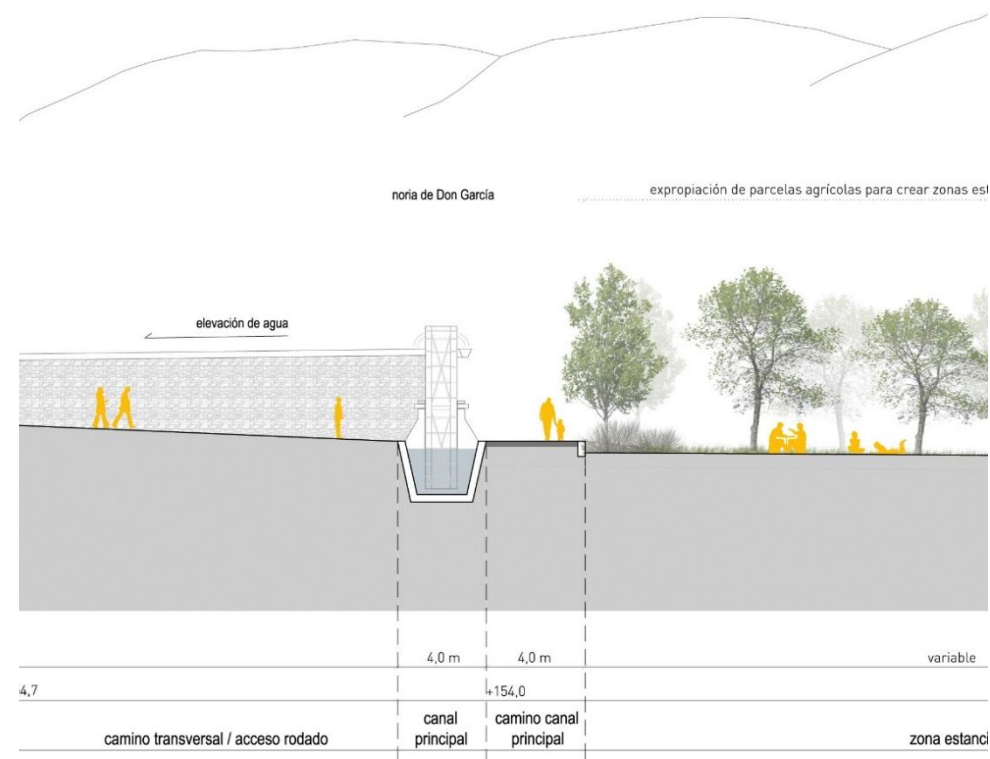 noria de Don García
expropiación de parcelas agrícolas para crear zonas est
elevación de agua
4,0 m
4,0 m
variable
4,7
+154,0
camino transversal / acceso rodado
canal
principal
camino canal
principal
zona estanci